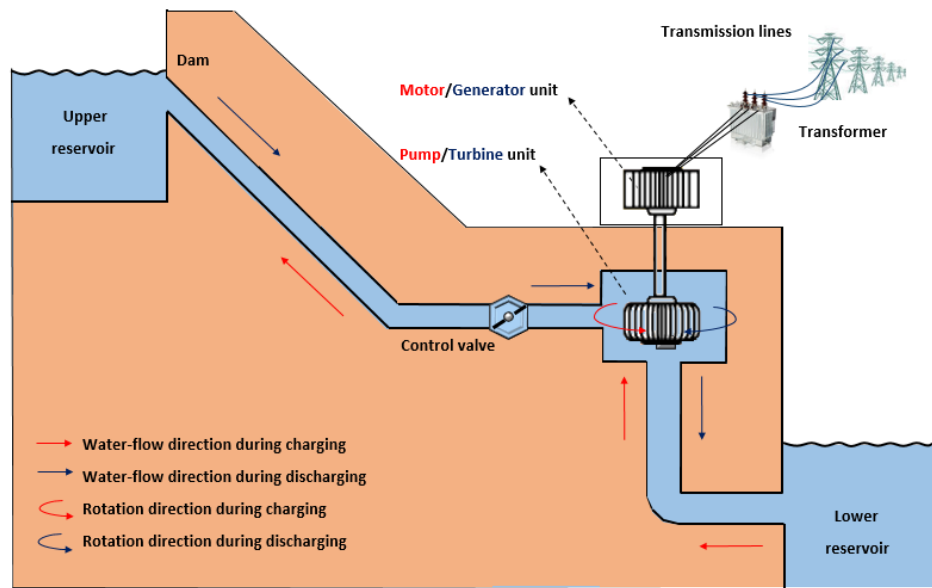 Transmission lines
Dam
Motor/Generator unit
Upper
reservoir
Transformer
Pump/Turbine unit
Control valve
Water-flow direction during charging
Water-flow direction during discharging
Rotation direction during charging
Rotation direction during discharging
Lower
reservoir